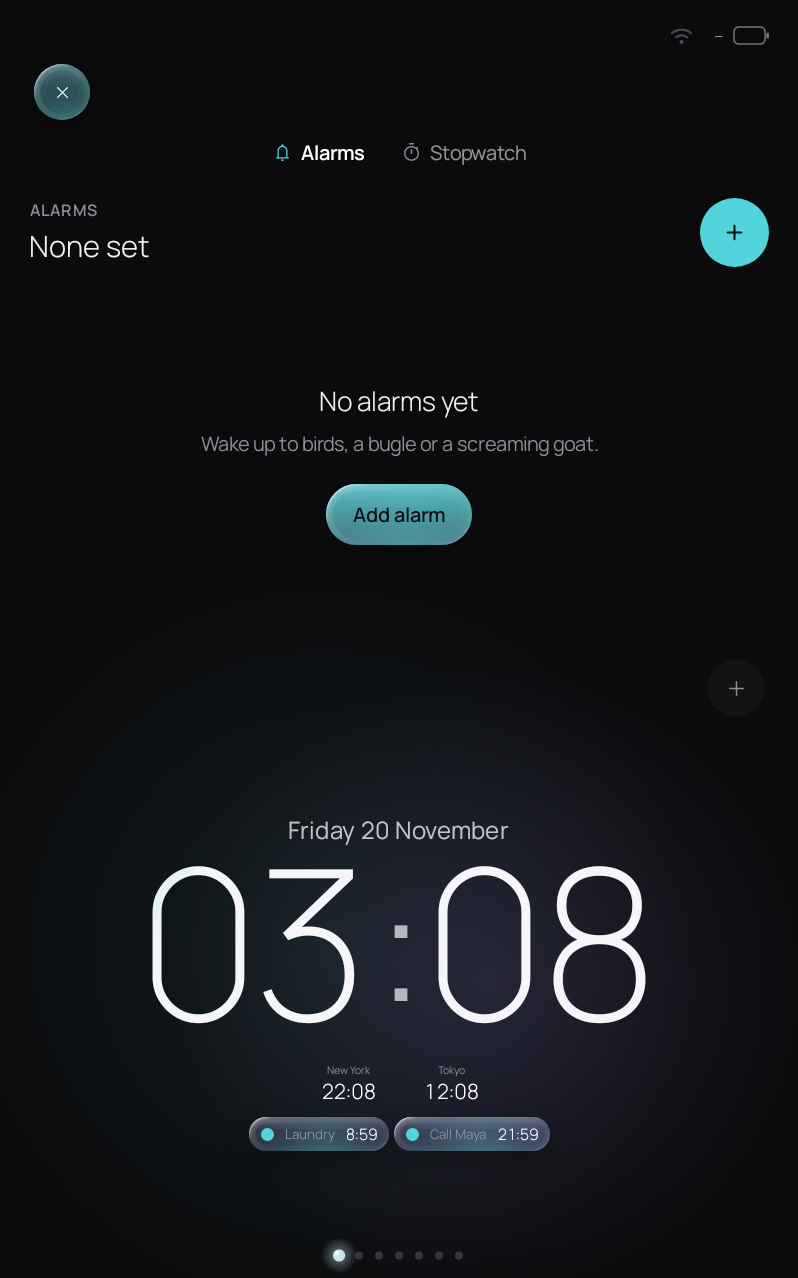 Alarms Stopwatch
ALARMS
None set
No alarms yet
Wake up to birds, a bugle or a screaming goat.
Add alarm
Friday 20 November
03:08
New York Tokyo
22:08 12:08
Laundry 8:59 Call Maya 21:59